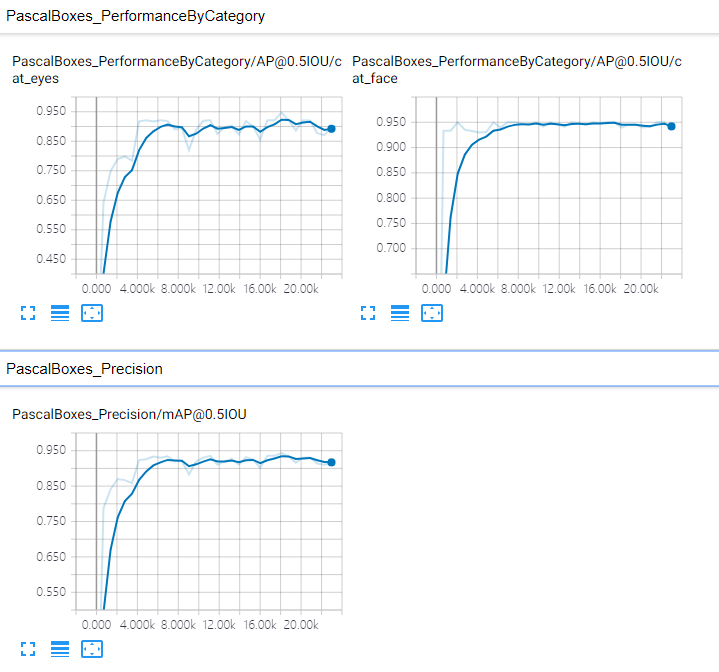 PascalBoxes_PerformanceByCategory
PascalBoxes_PerformanceByCategory/AP@0.5IOU/c
at_eyes
0.950
0.850
0.750
0.650
0.550
0.450
0.000 4.000k 8.000k 12.00k 16.00k 20.00k
PascalBoxes_PerformanceByCategory/AP@0.5IOU/c
at_face
0.950
0.900
0.850
0.800
0.750
0.700
0.000 4.000k 8.000k 12.00k 16.00k 20.00k
PascalBoxes_Precision
PascalBoxes_Precision/mAP@0.5IOU
0.950
0.850
0.750
0.650
0.550
0.000 4.000k 8.000k 12.00k 16.00k 20.00k